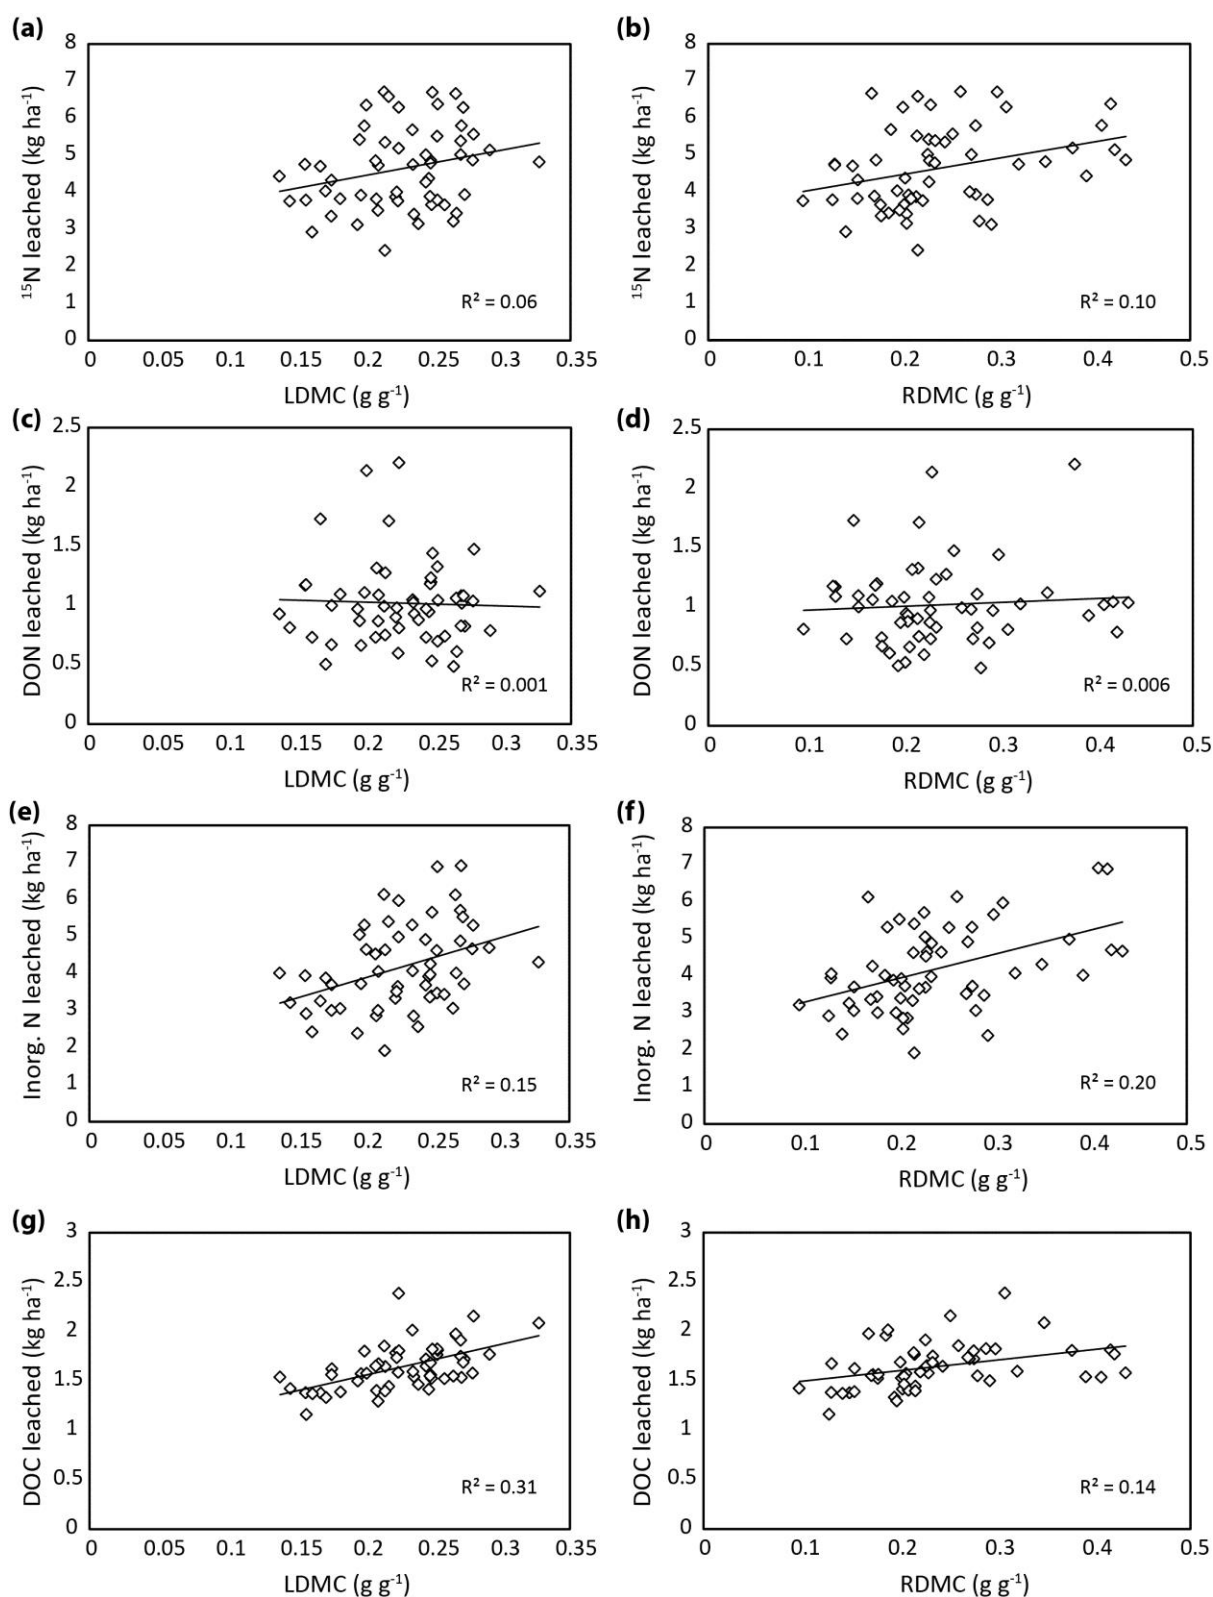 (a)
8
7
6
5
4
3
2
1
0
¹⁵N leached (kg ha⁻¹)
R² = 0.06
0 0.05 0.1 0.15 0.2 0.25 0.3 0.35
LDMC (g g⁻¹)
(b)
8
7
6
5
4
3
2
1
0
¹⁵N leached (kg ha⁻¹)
R² = 0.10
0 0.1 0.2 0.3 0.4 0.5
RDMC (g g⁻¹)
(c)
2.5
2
1.5
1
0.5
0
DON leached (kg ha⁻¹)
R² = 0.001
0 0.05 0.1 0.15 0.2 0.25 0.3 0.35
LDMC (g g⁻¹)
(d)
2.5
2
1.5
1
0.5
0
DON leached (kg ha⁻¹)
R² = 0.006
0 0.1 0.2 0.3 0.4 0.5
RDMC (g g⁻¹)
(e)
8
7
6
5
4
3
2
1
0
Inorg. N leached (kg ha⁻¹)
R² = 0.15
0 0.05 0.1 0.15 0.2 0.25 0.3 0.35
LDMC (g g⁻¹)
(f)
8
7
6
5
4
3
2
1
0
Inorg. N leached (kg ha⁻¹)
R² = 0.20
0 0.1 0.2 0.3 0.4 0.5
RDMC (g g⁻¹)
(g)
3
2.5
2
1.5
1
0.5
0
DOC leached (kg ha⁻¹)
R² = 0.31
0 0.05 0.1 0.15 0.2 0.25 0.3 0.35
LDMC (g g⁻¹)
(h)
3
2.5
2
1.5
1
0.5
0
DOC leached (kg ha⁻¹)
R² = 0.14
0 0.1 0.2 0.3 0.4 0.5
RDMC (g g⁻¹)